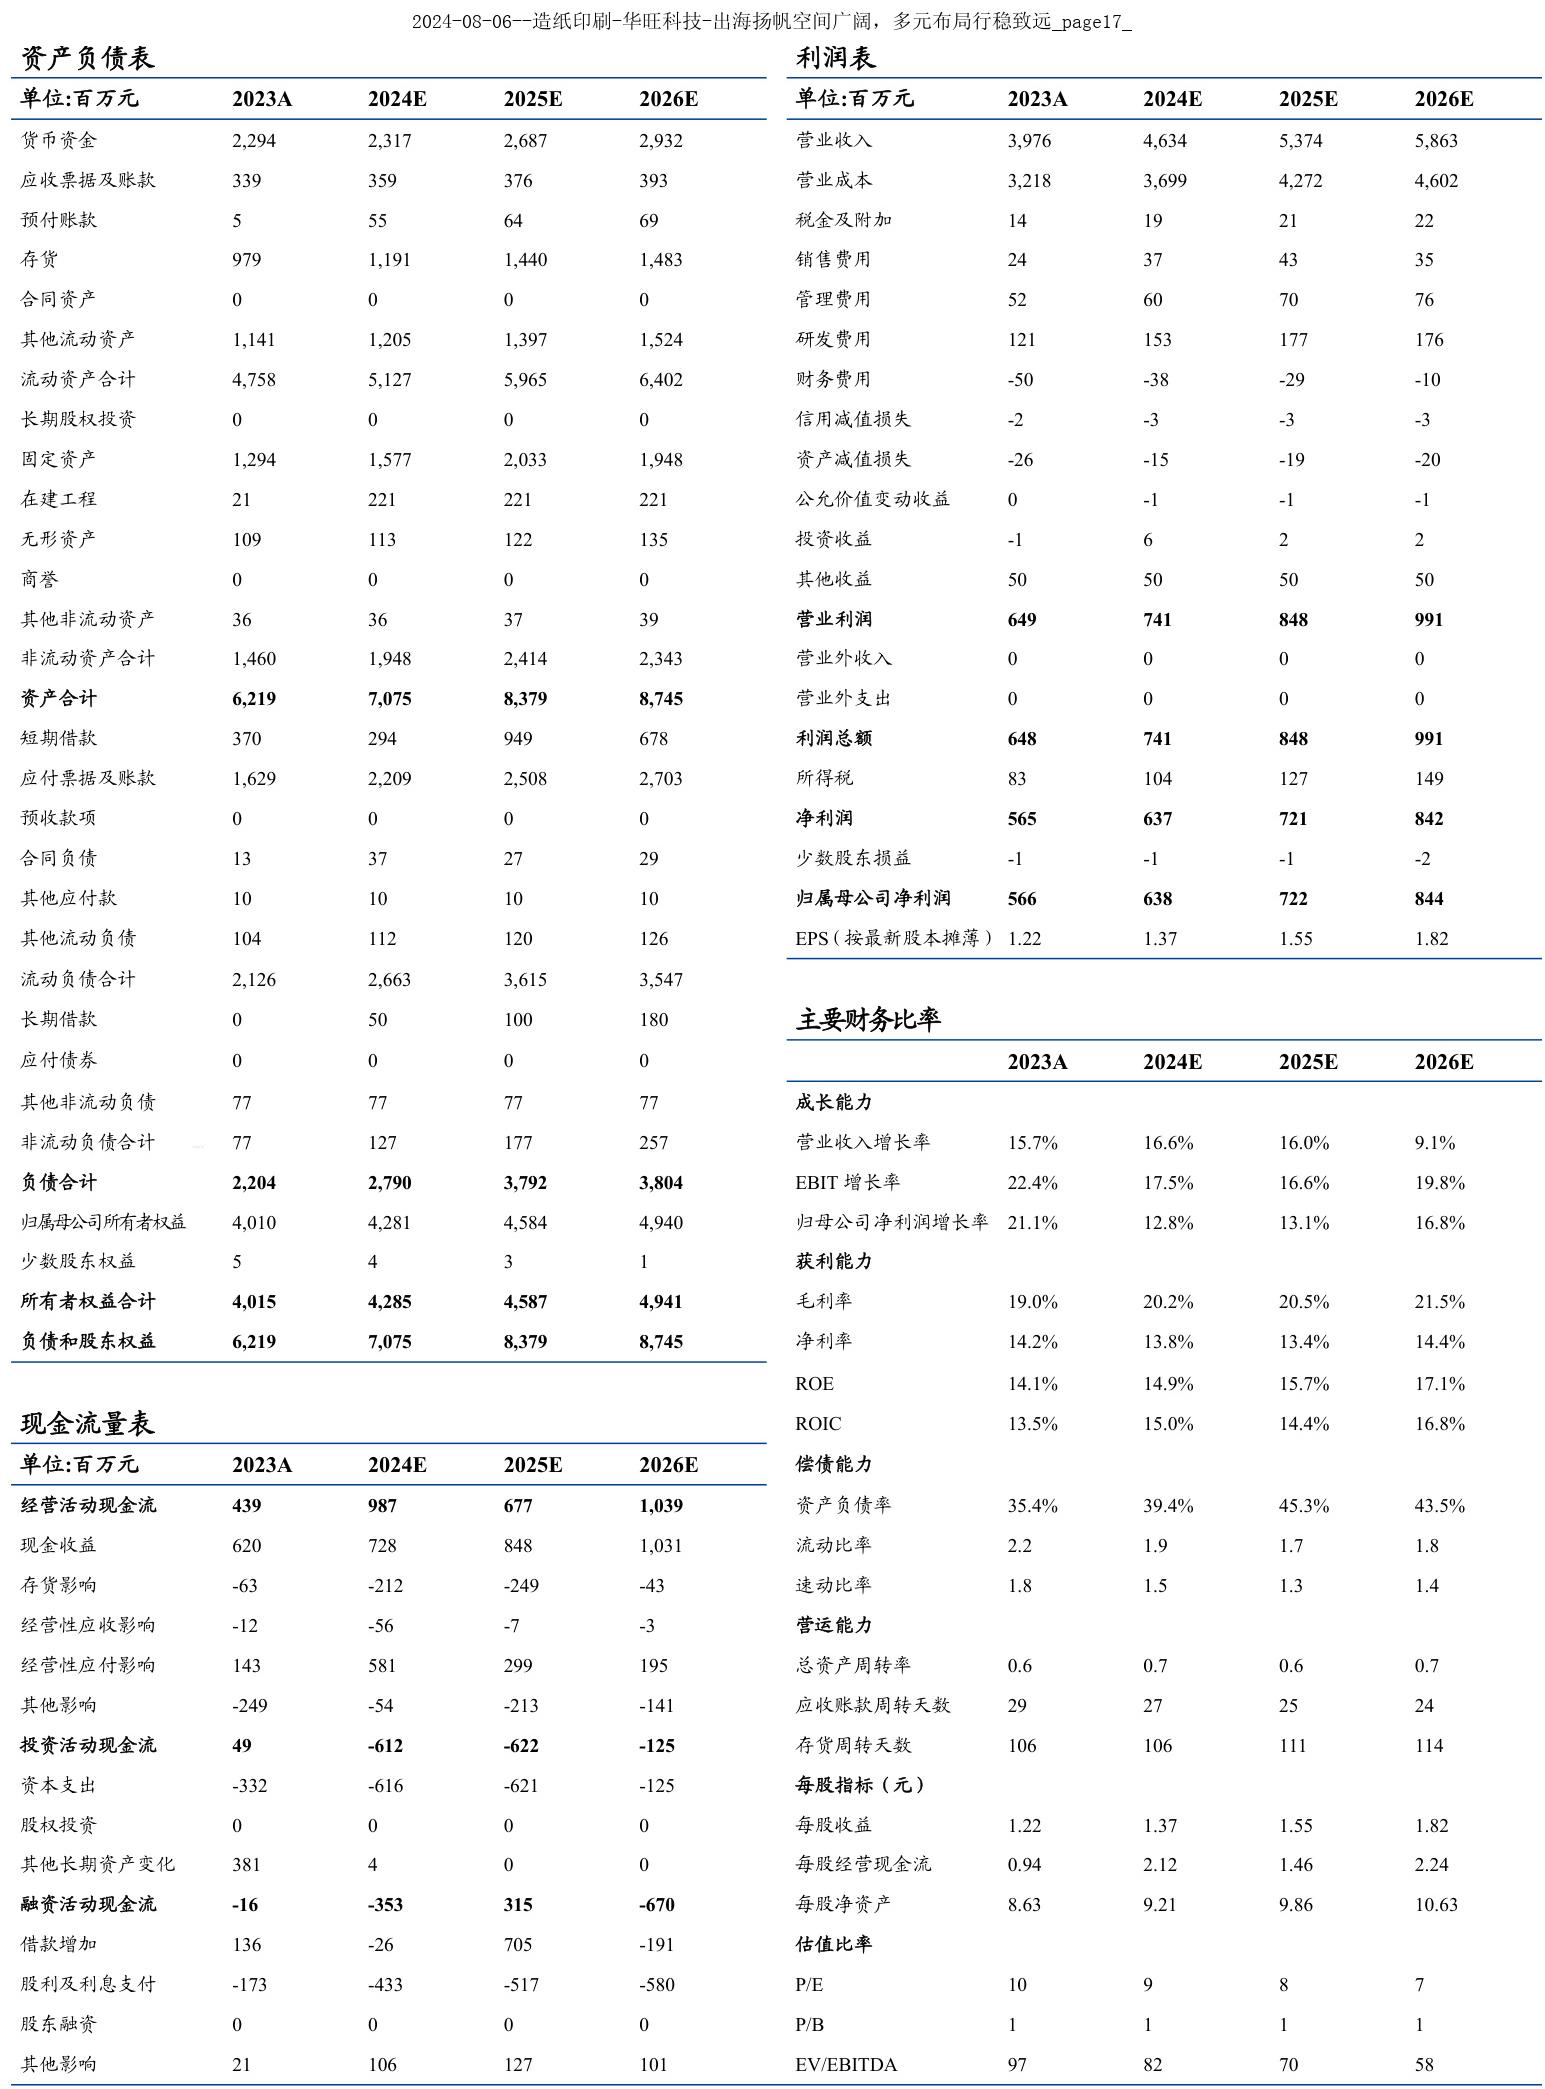 2024-08-06--造纸印刷-华旺科技-出海扬帆空间广阔，多元布局行稳致远_page17_
资产负债表
单位:百万元 2023A 2024E 2025E 2026E
货币资金 2,294 2,317 2,687 2,932
应收票据及账款 339 359 376 393
预付账款 5 55 64 69
存货 979 1,191 1,440 1,483
合同资产 0 0 0 0
其他流动资产 1,141 1,205 1,397 1,524
流动资产合计 4,758 5,127 5,965 6,402
长期股权投资 0 0 0 0
固定资产 1,294 1,577 2,033 1,948
在建工程 21 221 221 221
无形资产 109 113 122 135
商誉 0 0 0 0
其他非流动资产 36 36 37 39
非流动资产合计 1,460 1,948 2,414 2,343
资产合计 6,219 7,075 8,379 8,745
短期借款 370 294 949 678
应付票据及账款 1,629 2,209 2,508 2,703
预收款项 0 0 0 0
合同负债 13 37 27 29
其他应付款 10 10 10 10
其他流动负债 104 112 120 126
流动负债合计 2,126 2,663 3,615 3,547
长期借款 0 50 100 180
应付债券 0 0 0 0
其他非流动负债 77 77 77 77
非流动负债合计 77 127 177 257
负债合计 2,204 2,790 3,792 3,804
归属母公司所有者权益 4,010 4,281 4,584 4,940
少数股东权益 5 4 3 1
所有者权益合计 4,015 4,285 4,587 4,941
负债和股东权益 6,219 7,075 8,379 8,745
现金流量表
单位:百万元 2023A 2024E 2025E 2026E
经营活动现金流 439 987 677 1,039
现金收益 620 728 848 1,031
存货影响 -63 -212 -249 -43
经营性应收影响 -12 -56 -7 -3
经营性应付影响 143 581 299 195
其他影响 -249 -54 -213 -141
投资活动现金流 49 -612 -622 -125
资本支出 -332 -616 -621 -125
股权投资 0 0 0 0
其他长期资产变化 381 4 0 0
融资活动现金流 -16 -353 315 -670
借款增加 136 -26 705 -191
股利及利息支付 -173 -433 -517 -580
股东融资 0 0 0 0
其他影响 21 106 127 101
利润表
单位:百万元 2023A 2024E 2025E 2026E
营业收入 3,976 4,634 5,374 5,863
营业成本 3,218 3,699 4,272 4,602
税金及附加 14 19 21 22
销售费用 24 37 43 35
管理费用 52 60 70 76
研发费用 121 153 177 176
财务费用 -50 -38 -29 -10
信用减值损失 -2 -3 -3 -3
资产减值损失 -26 -15 -19 -20
公允价值变动收益 0 -1 -1 -1
投资收益 -1 6 2 2
其他收益 50 50 50 50
营业利润 649 741 848 991
营业外收入 0 0 0 0
营业外支出 0 0 0 0
利润总额 648 741 848 991
所得税 83 104 127 149
净利润 565 637 721 842
少数股东损益 -1 -1 -1 -2
归属母公司净利润 566 638 722 844
EPS（按最新股本摊薄） 1.22 1.37 1.55 1.82
主要财务比率
2023A 2024E 2025E 2026E
成长能力
营业收入增长率 15.7% 16.6% 16.0% 9.1%
EBIT 增长率 22.4% 17.5% 16.6% 19.8%
归母公司净利润增长率 21.1% 12.8% 13.1% 16.8%
获利能力
毛利率 19.0% 20.2% 20.5% 21.5%
净利率 14.2% 13.8% 13.4% 14.4%
ROE 14.1% 14.9% 15.7% 17.1%
ROIC 13.5% 15.0% 14.4% 16.8%
偿债能力
资产负债率 35.4% 39.4% 45.3% 43.5%
流动比率 2.2 1.9 1.7 1.8
速动比率 1.8 1.5 1.3 1.4
营运能力
总资产周转率 0.6 0.7 0.6 0.7
应收账款周转天数 29 27 25 24
存货周转天数 106 106 111 114
每股指标（元）
每股收益 1.22 1.37 1.55 1.82
每股经营现金流 0.94 2.12 1.46 2.24
每股净资产 8.63 9.21 9.86 10.63
估值比率
P/E 10 9 8 7
P/B 1 1 1 1
EV/EBITDA 97 82 70 58